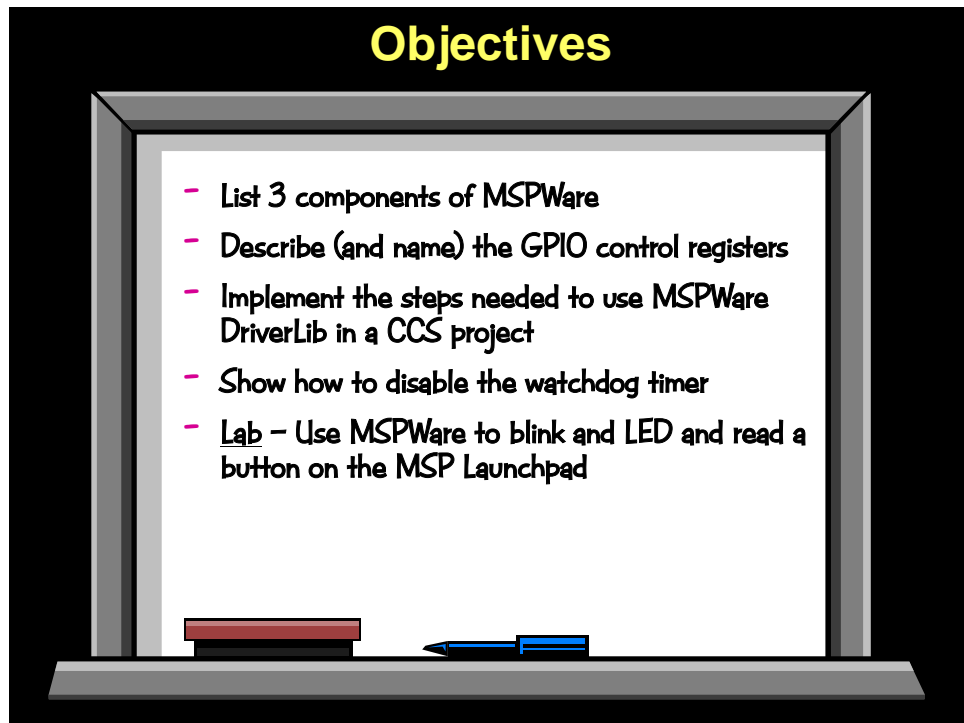 Objectives
- List 3 components of MSPWare
- Describe (and name) the GPIO control registers
- Implement the steps needed to use MSPWare
DriverLib in a CCS project
- Show how to disable the watchdog timer
- Lab – Use MSPWare to blink and LED and read a
button on the MSP Launchpad